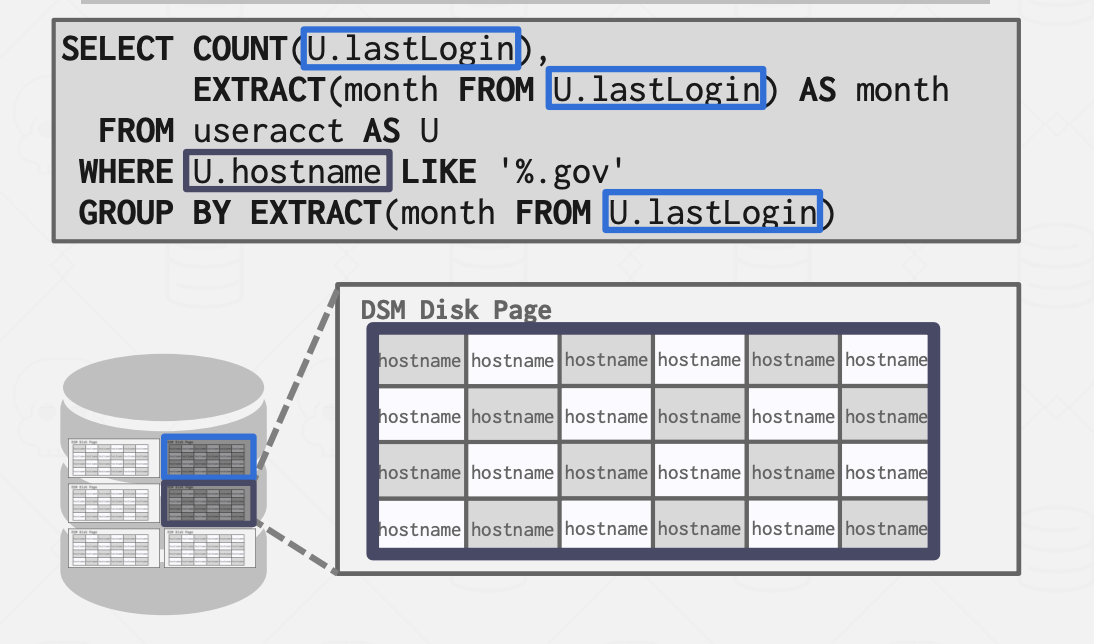 SELECT COUNT(U.lastLogin),
EXTRACT(month FROM U.lastLogin) AS month
FROM useracct AS U
WHERE U.hostname LIKE '%.gov'
GROUP BY EXTRACT(month FROM U.lastLogin)
DSM Disk Page
hostname hostname hostname hostname hostname hostname
hostname hostname hostname hostname hostname hostname
hostname hostname hostname hostname hostname hostname
hostname hostname hostname hostname hostname hostname